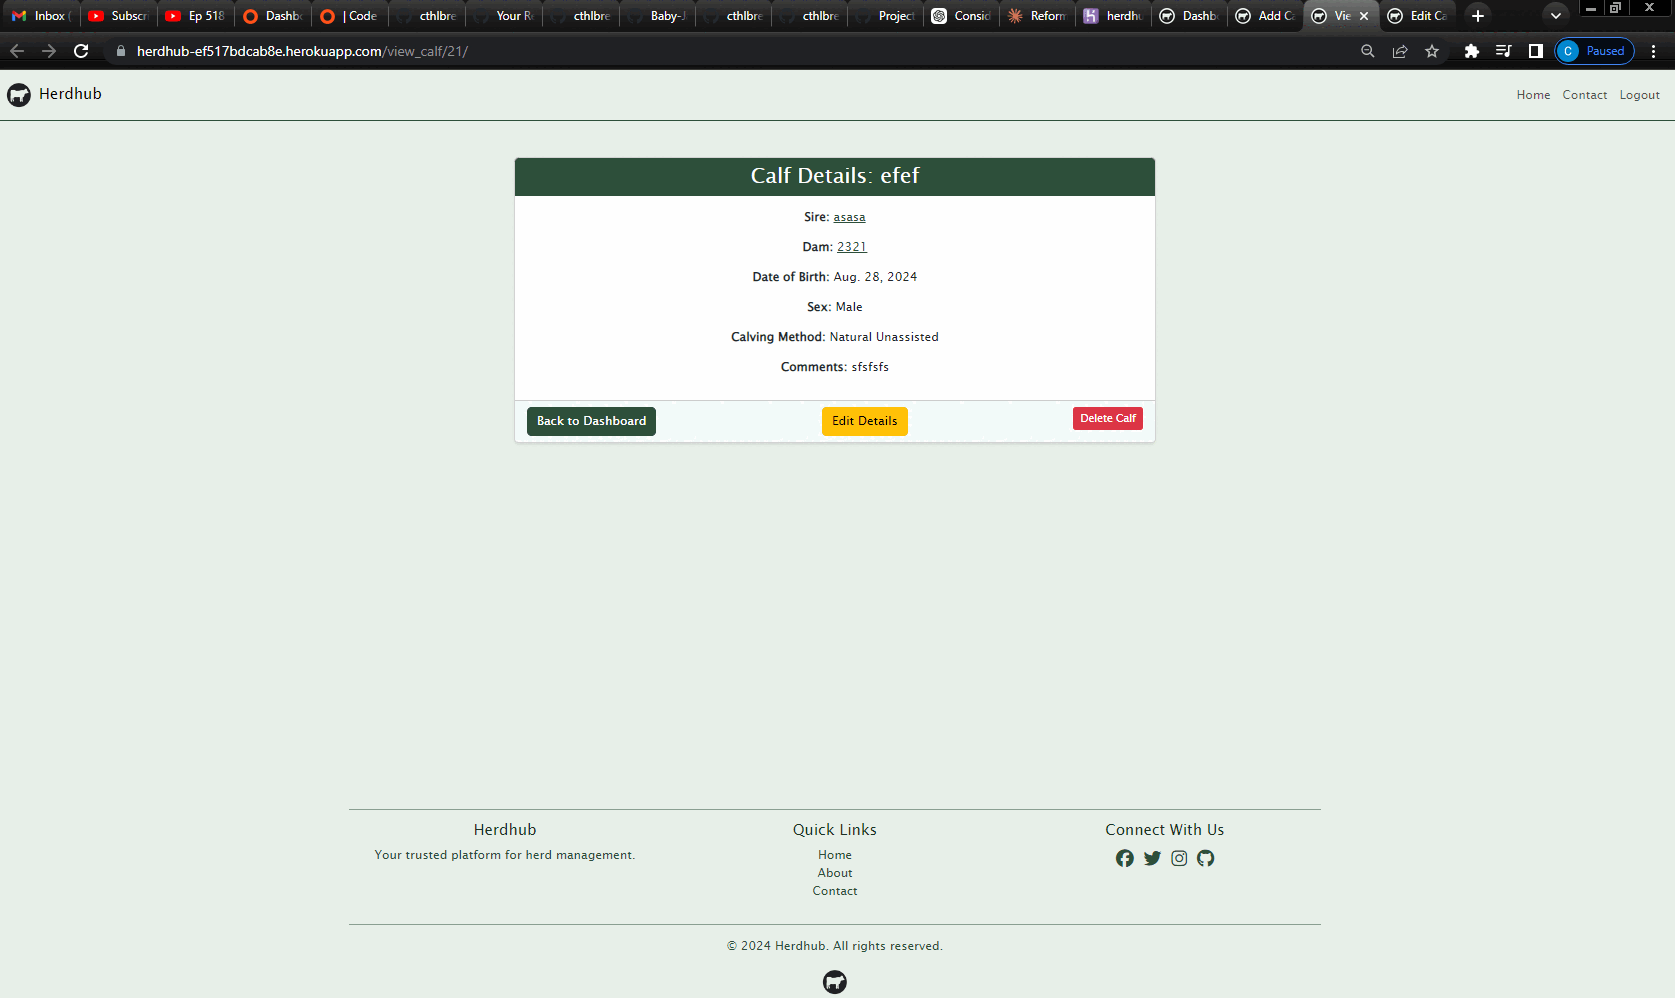 Inbox (
Subscri
Ep 518
Dashb
| Code
cthlbre
Your Re
cthlbre
Baby-J
cthlbre
cthlbre
Project
Consid
Reform
herdhu
Dashb
Add Ca
Vie
Edit Ca
herdhub-ef517bdcab8e.herokuapp.com/view_calf/21/
C Paused
Herdhub
Home Contact Logout
Calf Details: efef
Sire: asasa
Dam: 2321
Date of Birth: Aug. 28, 2024
Sex: Male
Calving Method: Natural Unassisted
Comments: sfsfsfs
Back to Dashboard
Edit Details
Delete Calf
Herdhub
Your trusted platform for herd management.
Quick Links
Home
About
Contact
Connect With Us
© 2024 Herdhub. All rights reserved.